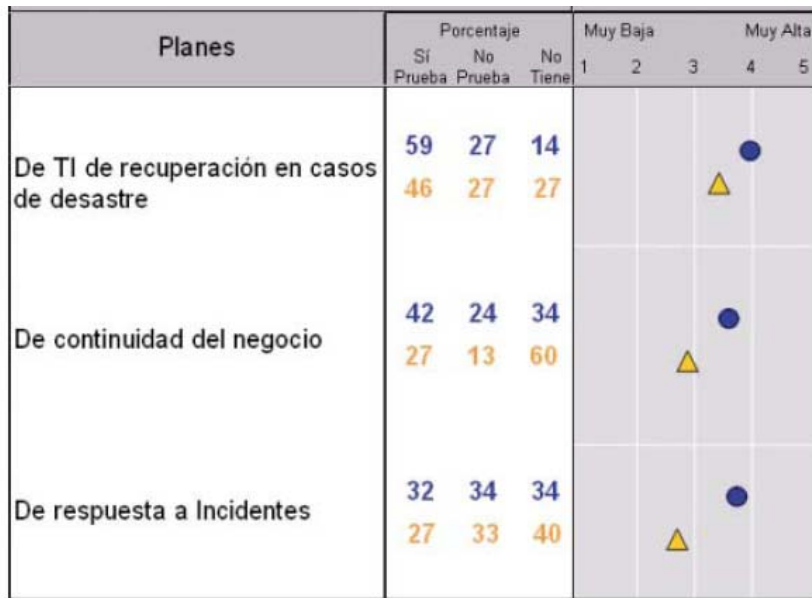 Planes
Porcentaje
Sí Prueba
No Prueba
No Tiene
Muy Baja
Muy Alta
1 2 3 4 5
De TI de recuperación en casos
de desastre
59 27 14
46 27 27
De continuidad del negocio
42 24 34
27 13 60
De respuesta a Incidentes
32 34 34
27 33 40